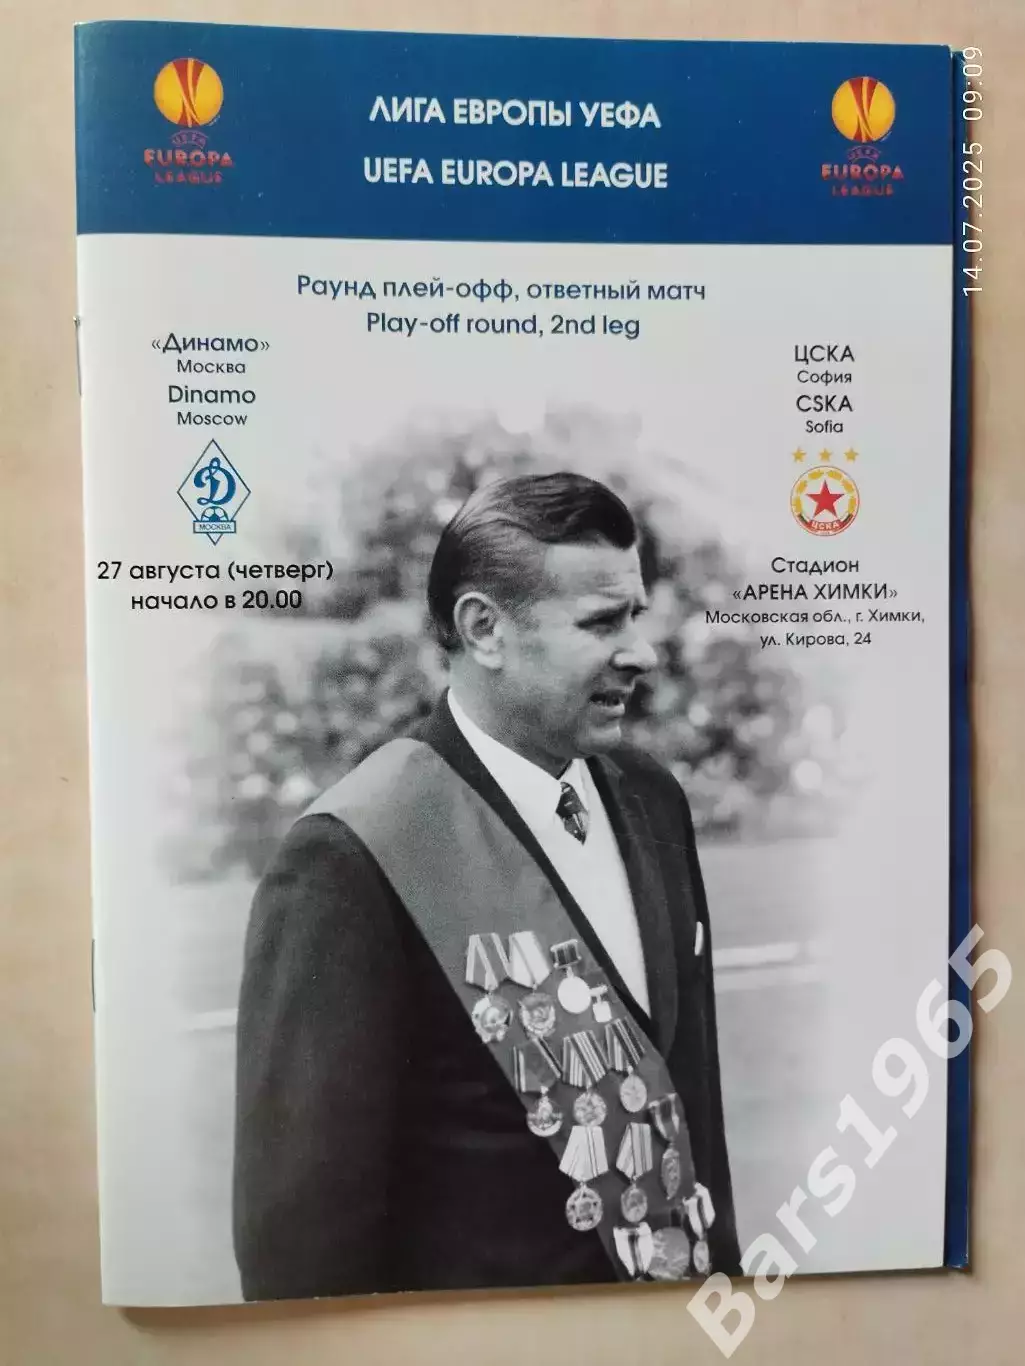 ЛИГА ЕВРОПЫ УЕФА
UEFA EUROPA LEAGUE
UEFA
EUROPA
LEAGUE
UEFA
EUROPA
LEAGUE
Раунд плей-офф, ответный матч
Play-off round, 2nd leg
«Динамо»
Москва
Dinamo
Moscow
Д
МОСКВА
27 августа (четверг)
начало в 20.00
ЦСКА
София
CSKA
Sofia
ЦСКА
Стадион
«АРЕНА ХИМКИ»
Московская обл., г. Химки,
ул. Кирова, 24
14.07.2025 09:09
Bars1965